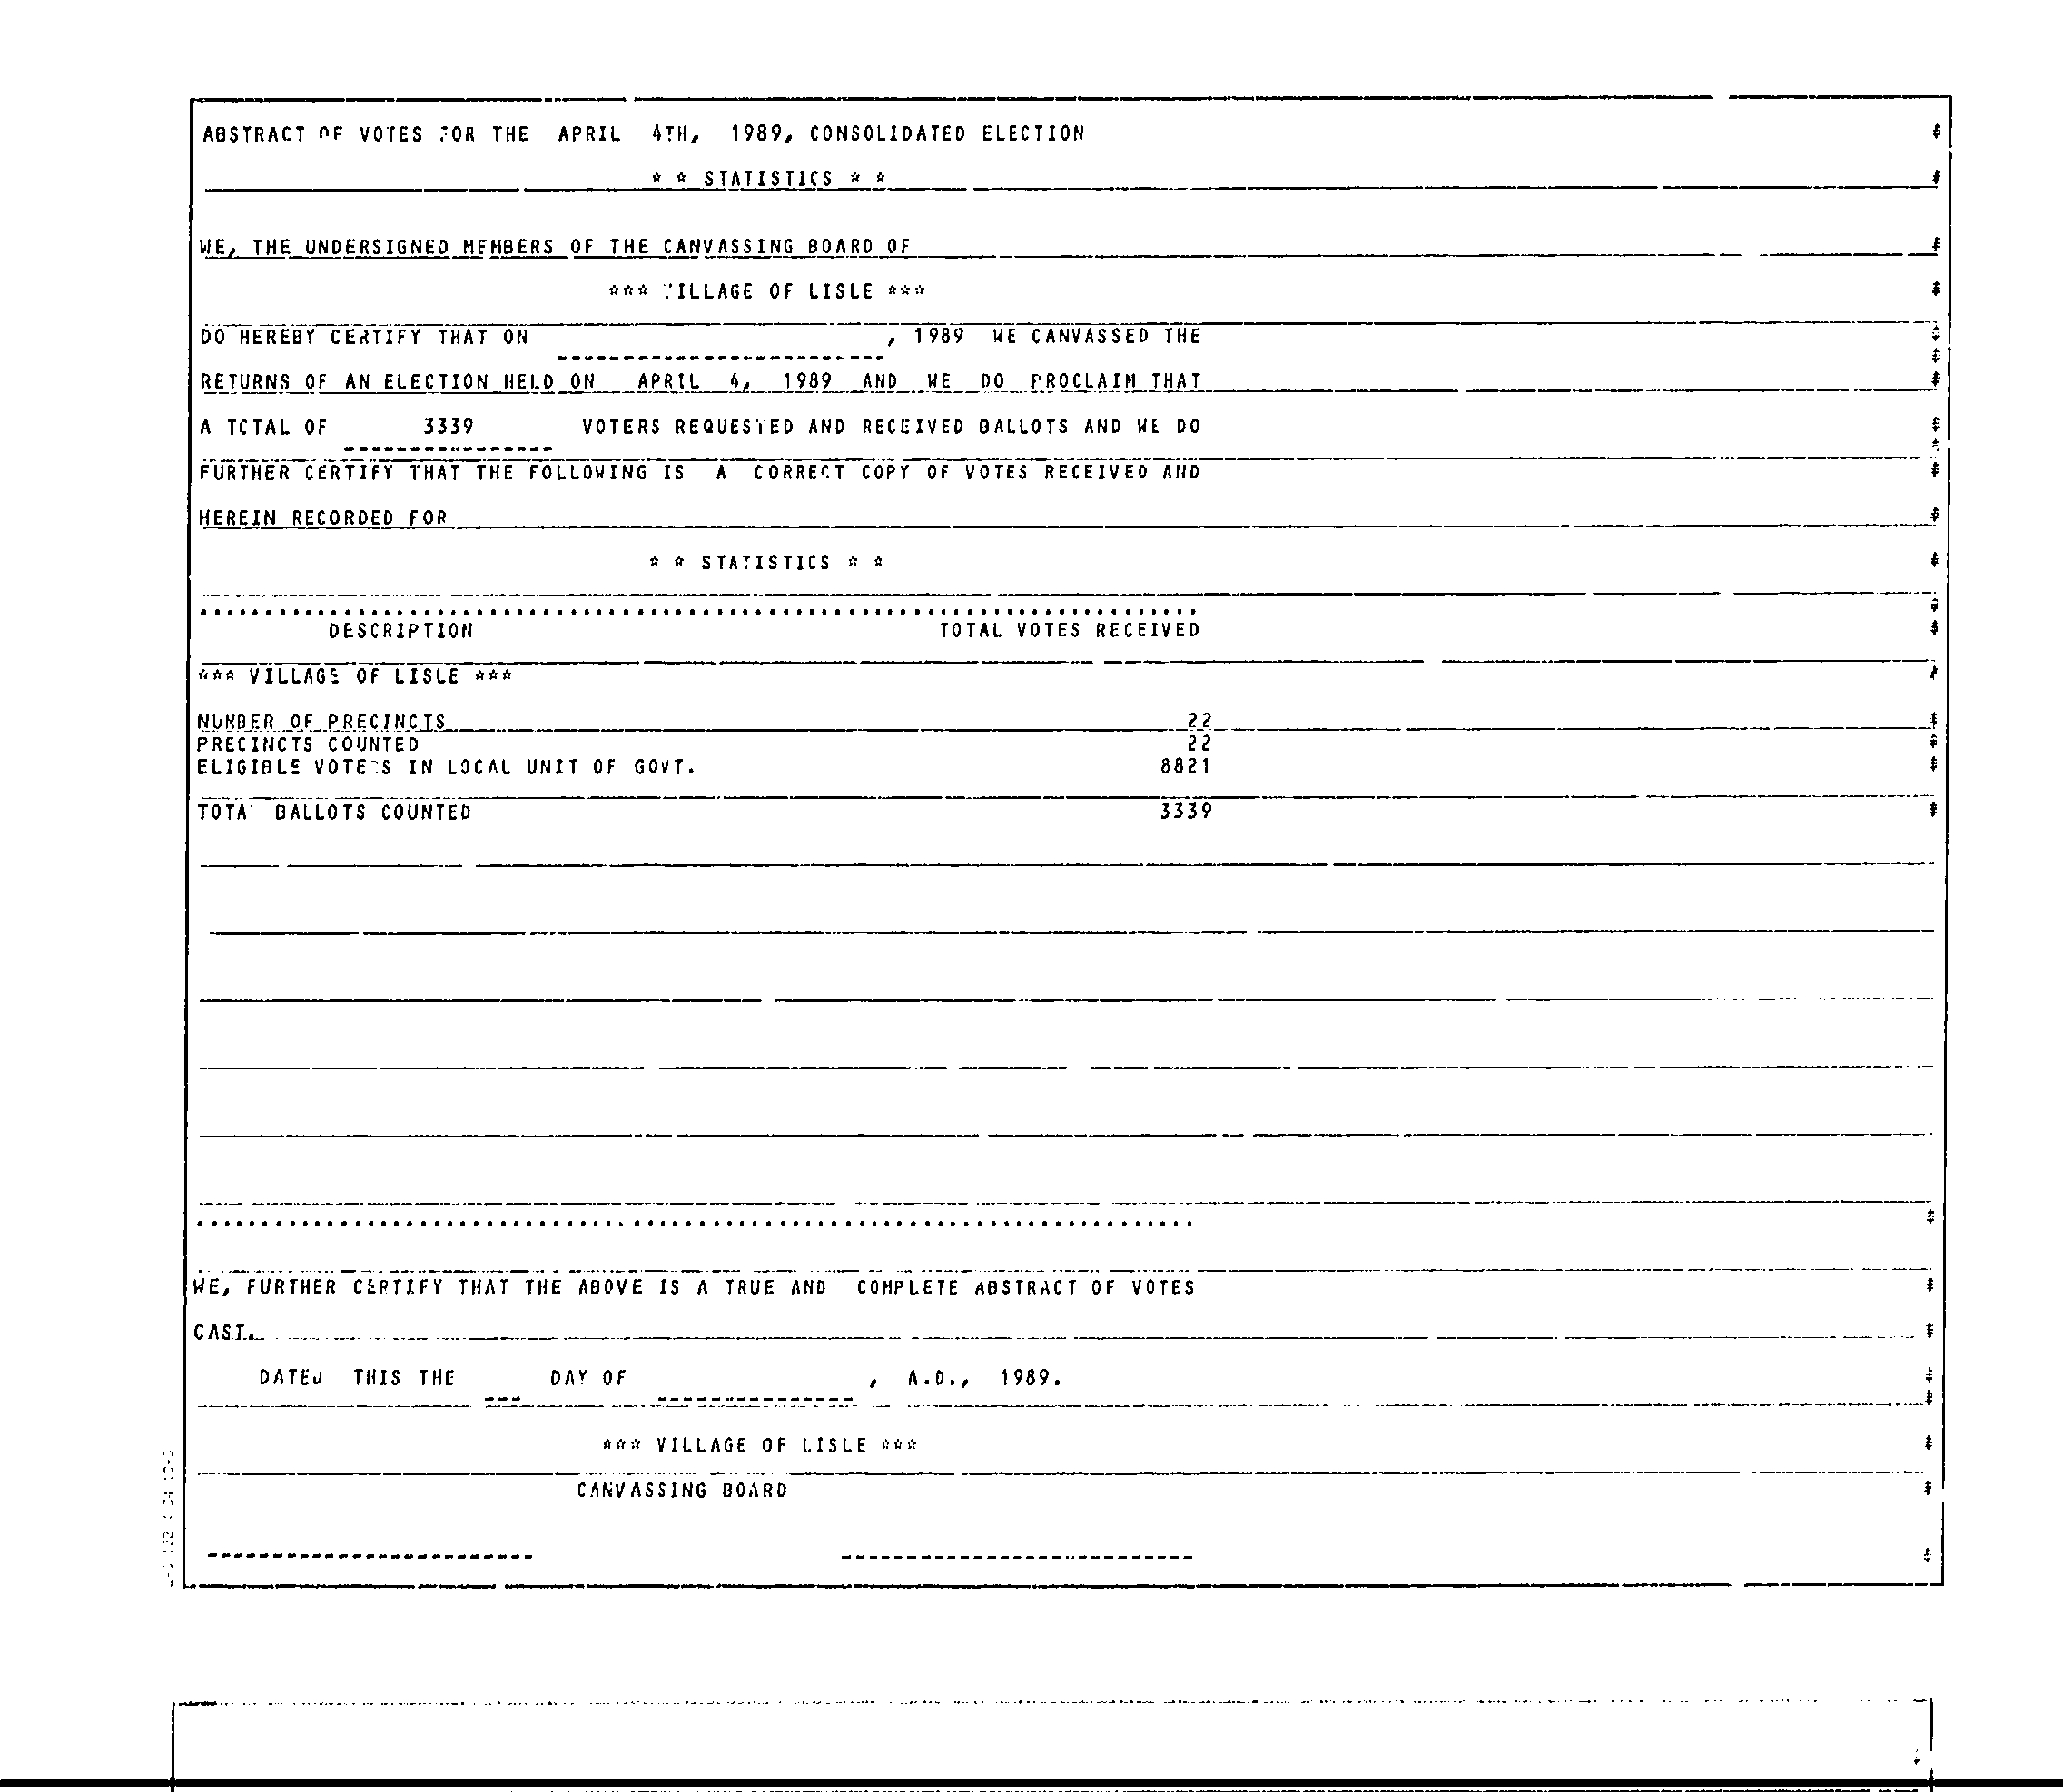 ABSTRACT OF VOTES FOR THE APRIL 4TH, 1989, CONSOLIDATED ELECTION
* * STATISTICS * *
WE, THE UNDERSIGNED MEMBERS OF THE CANVASSING BOARD OF
*** VILLAGE OF LISLE ***
DO HEREBY CERTIFY THAT ON , 1989 WE CANVASSED THE
RETURNS OF AN ELECTION HELD ON APRIL 4, 1989 AND WE DO PROCLAIM THAT
A TOTAL OF 3339 VOTERS REQUESTED AND RECEIVED BALLOTS AND WE DO
FURTHER CERTIFY THAT THE FOLLOWING IS A CORRECT COPY OF VOTES RECEIVED AND
HEREIN RECORDED FOR
* * STATISTICS * *
DESCRIPTION TOTAL VOTES RECEIVED
*** VILLAGE OF LISLE ***
NUMBER OF PRECINCTS 22
PRECINCTS COUNTED 22
ELIGIBLE VOTERS IN LOCAL UNIT OF GOVT. 8821
TOTAL BALLOTS COUNTED 3339
WE, FURTHER CERTIFY THAT THE ABOVE IS A TRUE AND COMPLETE ABSTRACT OF VOTES
CAST.
DATED THIS THE --- DAY OF , A.D., 1989.
*** VILLAGE OF LISLE ***
CANVASSING BOARD